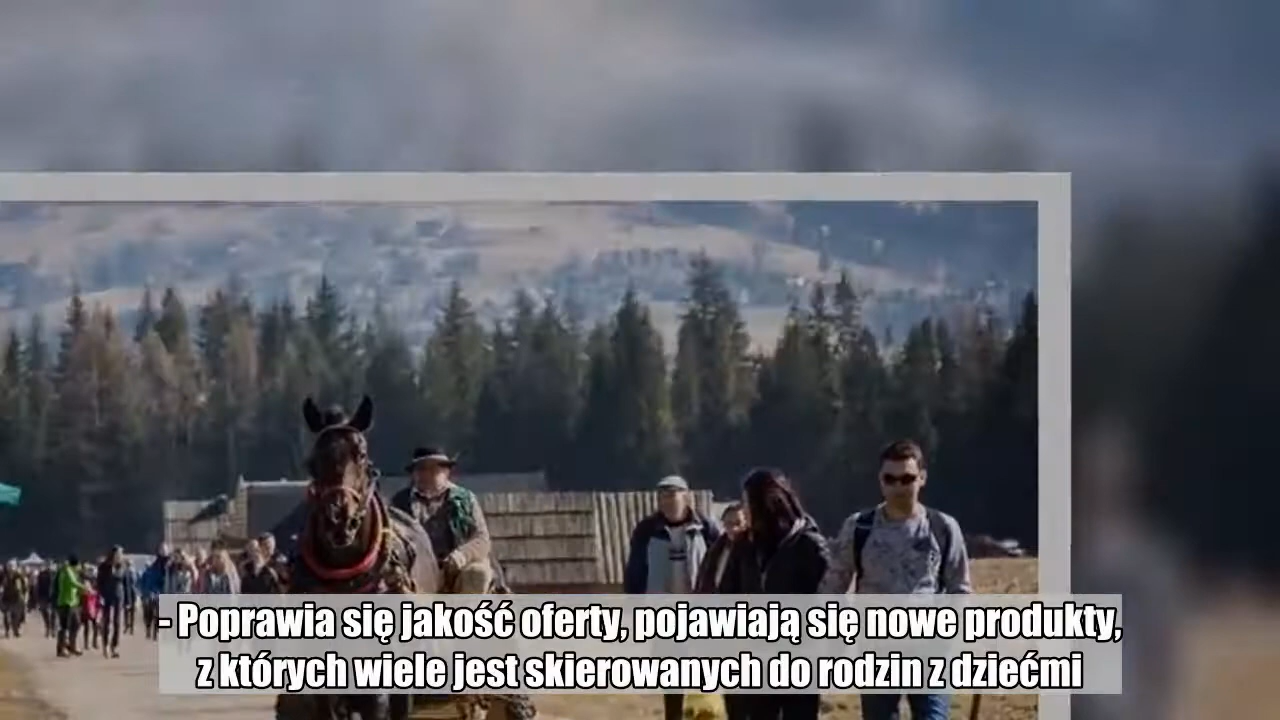 - Poprawia się jakość oferty, pojawiają się nowe produkty,
z których wiele jest skierowanych do rodzin z dziećmi